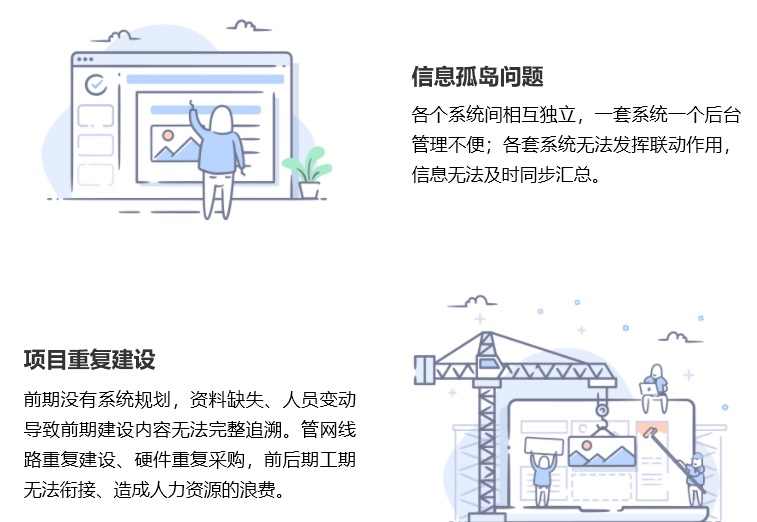 信息孤岛问题
各个系统间相互独立，一套系统一个后台
管理不便；各套系统无法发挥联动作用，
信息无法及时同步汇总。
项目重复建设
前期没有系统规划，资料缺失、人员变动
导致前期建设内容无法完整追溯。管网线
路重复建设、硬件重复采购，前后期工期
无法衔接、造成人力资源的浪费。